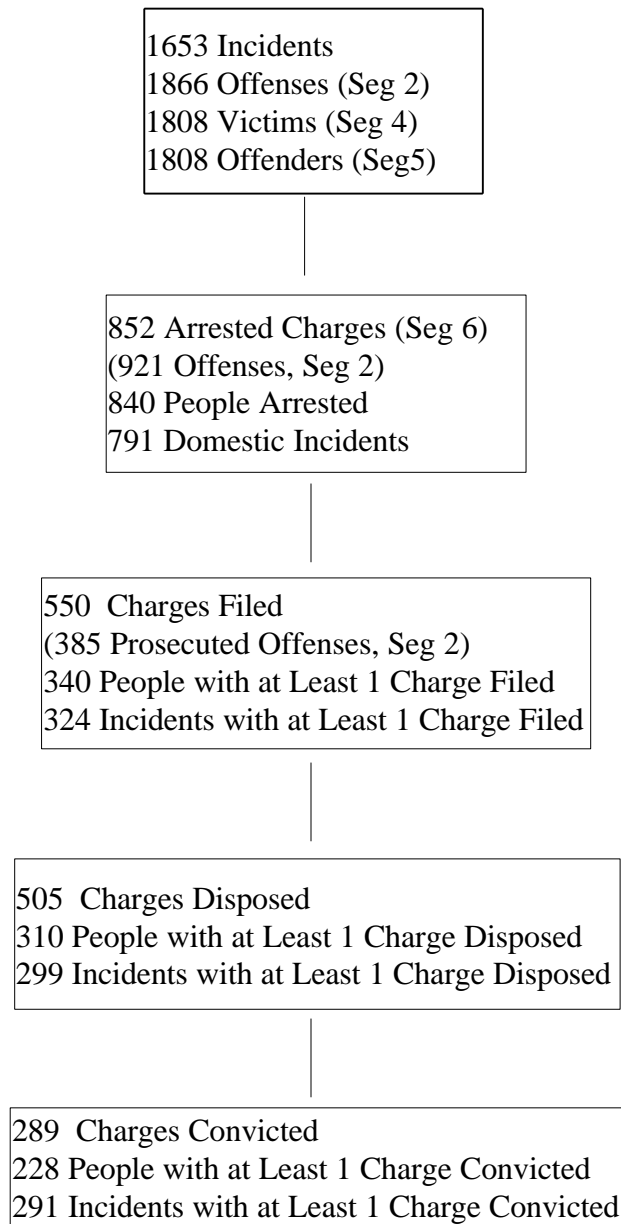 1653 Incidents
1866 Offenses (Seg 2)
1808 Victims (Seg 4)
1808 Offenders (Seg5)
852 Arrested Charges (Seg 6)
(921 Offenses, Seg 2)
840 People Arrested
791 Domestic Incidents
550 Charges Filed
(385 Prosecuted Offenses, Seg 2)
340 People with at Least 1 Charge Filed
324 Incidents with at Least 1 Charge Filed
505 Charges Disposed
310 People with at Least 1 Charge Disposed
299 Incidents with at Least 1 Charge Disposed
289 Charges Convicted
228 People with at Least 1 Charge Convicted
291 Incidents with at Least 1 Charge Convicted